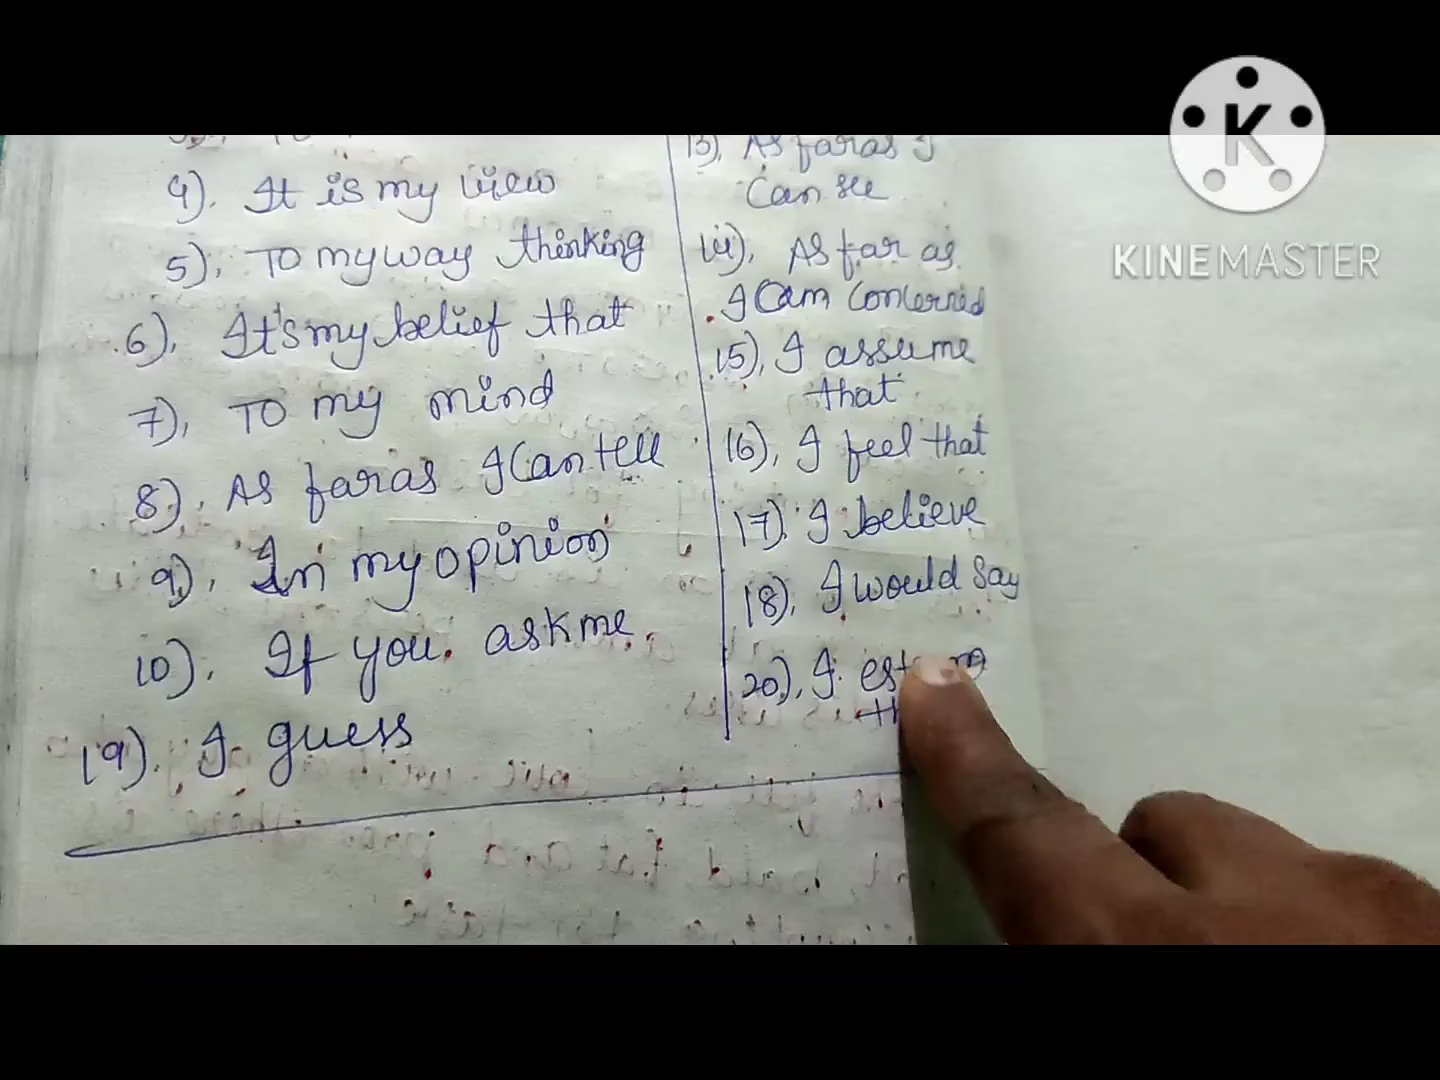 4). It is my view
5), To my way thinking
6), It's my belief that
7), To my mind
8). As far as I can tell
9), In my opinion
10). If you. ask me.
19). I guess
13), As far as I
can see
14), As far as
I am concerned
15), I assume
that
16), I feel that
17). I believe
18), I would say
20), I
K
KINEMASTER